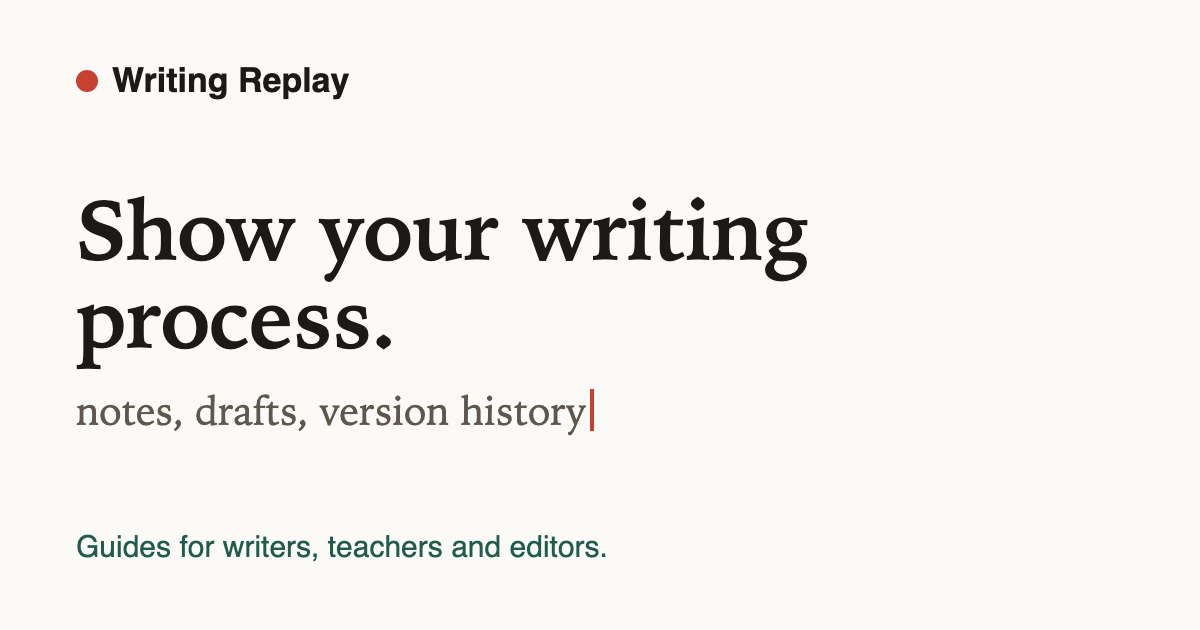 Writing Replay
Show your writing
process.
notes, drafts, version history
Guides for writers, teachers and editors.